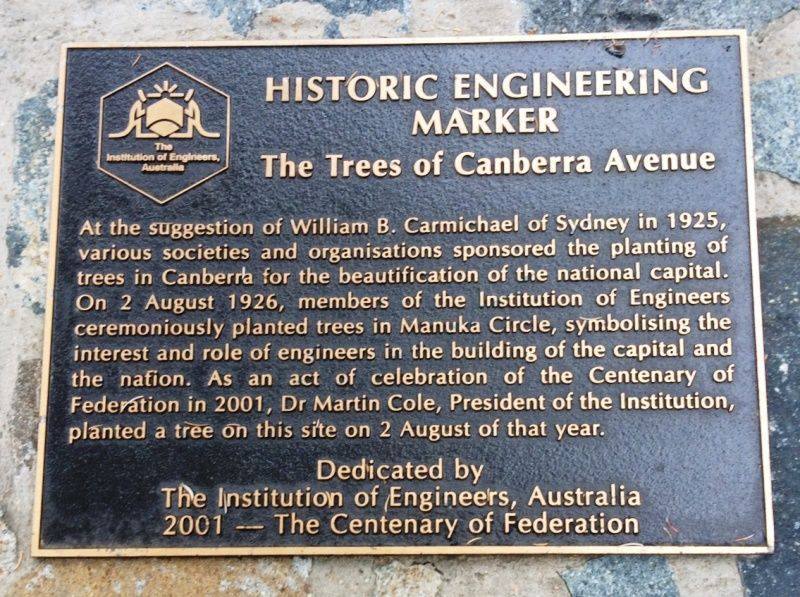 The
Institution of Engineers,
Australia
HISTORIC ENGINEERING
MARKER
The Trees of Canberra Avenue
At the suggestion of William B. Carmichael of Sydney in 1925,
various societies and organisations sponsored the planting of
trees in Canberra for the beautification of the national capital.
On 2 August 1926, members of the Institution of Engineers
ceremoniously planted trees in Manuka Circle, symbolising the
interest and role of engineers in the building of the capital and
the nation. As an act of celebration of the Centenary of
Federation in 2001, Dr Martin Cole, President of the Institution,
planted a tree on this site on 2 August of that year.
Dedicated by
The Institution of Engineers, Australia
2001 — The Centenary of Federation